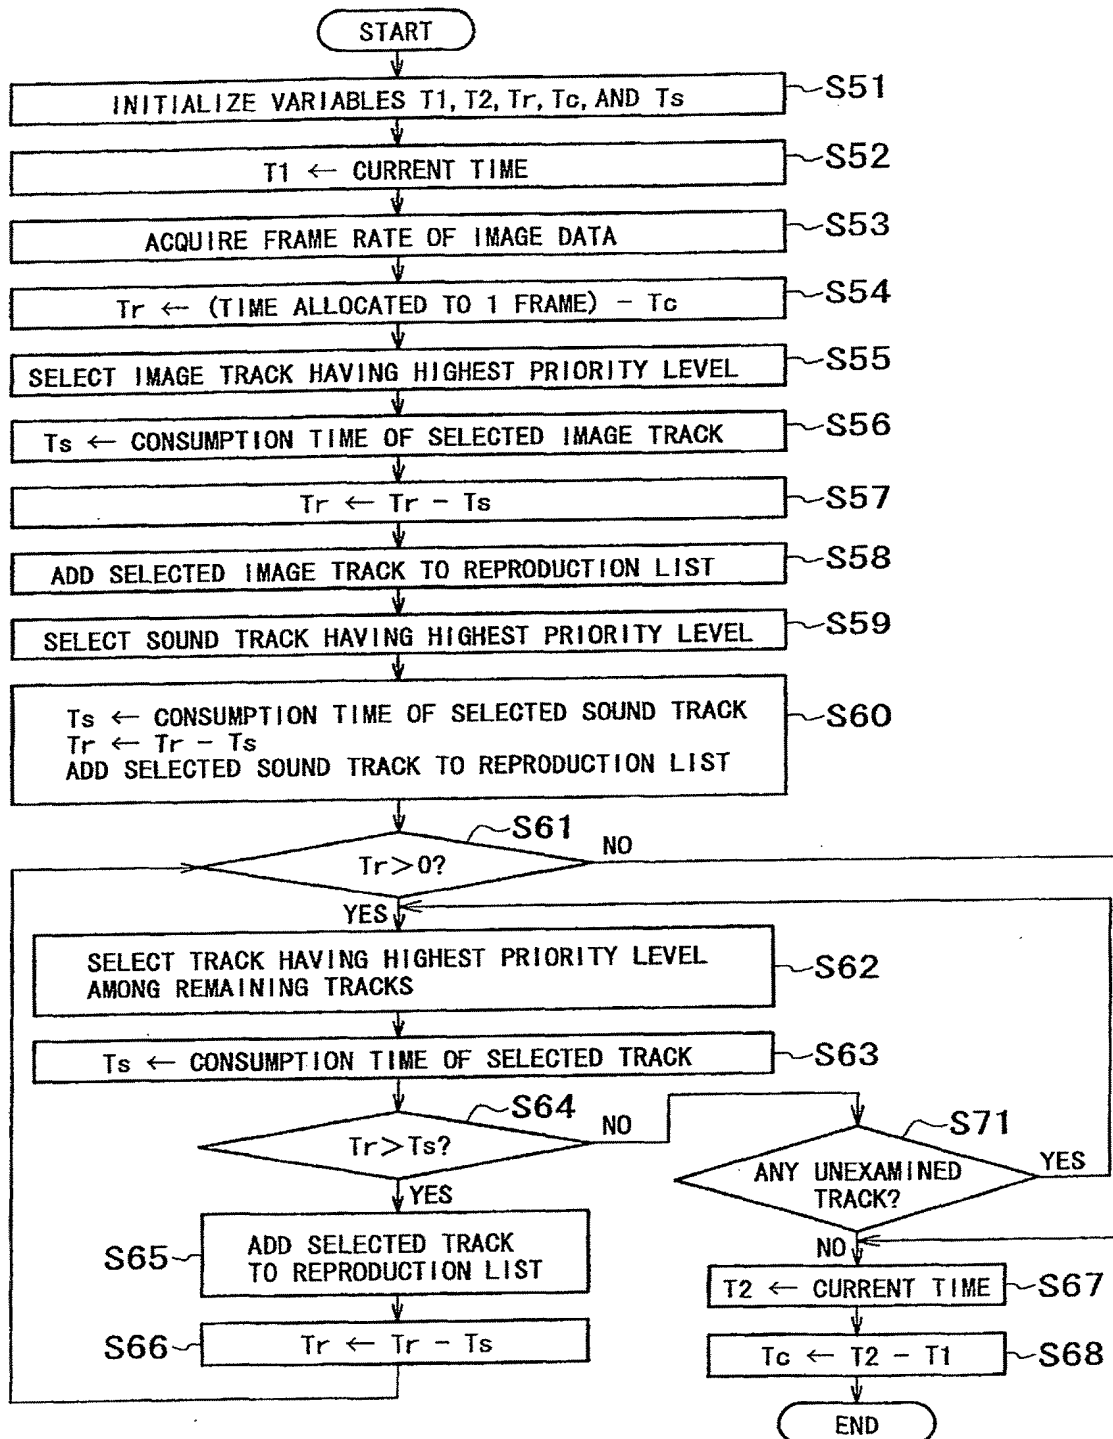 START
INITIALIZE VARIABLES T1, T2, Tr, Tc, AND Ts
S51
T1 ← CURRENT TIME
S52
ACQUIRE FRAME RATE OF IMAGE DATA
S53
Tr ← (TIME ALLOCATED TO 1 FRAME) − Tc
S54
SELECT IMAGE TRACK HAVING HIGHEST PRIORITY LEVEL
S55
Ts ← CONSUMPTION TIME OF SELECTED IMAGE TRACK
S56
Tr ← Tr − Ts
S57
ADD SELECTED IMAGE TRACK TO REPRODUCTION LIST
S58
SELECT SOUND TRACK HAVING HIGHEST PRIORITY LEVEL
S59
Ts ← CONSUMPTION TIME OF SELECTED SOUND TRACK
Tr ← Tr − Ts
ADD SELECTED SOUND TRACK TO REPRODUCTION LIST
S60
S61
Tr>0?
NO
YES
SELECT TRACK HAVING HIGHEST PRIORITY LEVEL
AMONG REMAINING TRACKS
S62
Ts ← CONSUMPTION TIME OF SELECTED TRACK
S63
S64
Tr>Ts?
NO
YES
S71
ANY UNEXAMINED
TRACK?
YES
NO
S65
ADD SELECTED TRACK
TO REPRODUCTION LIST
S66
Tr ← Tr − Ts
T2 ← CURRENT TIME
S67
Tc ← T2 − T1
S68
END